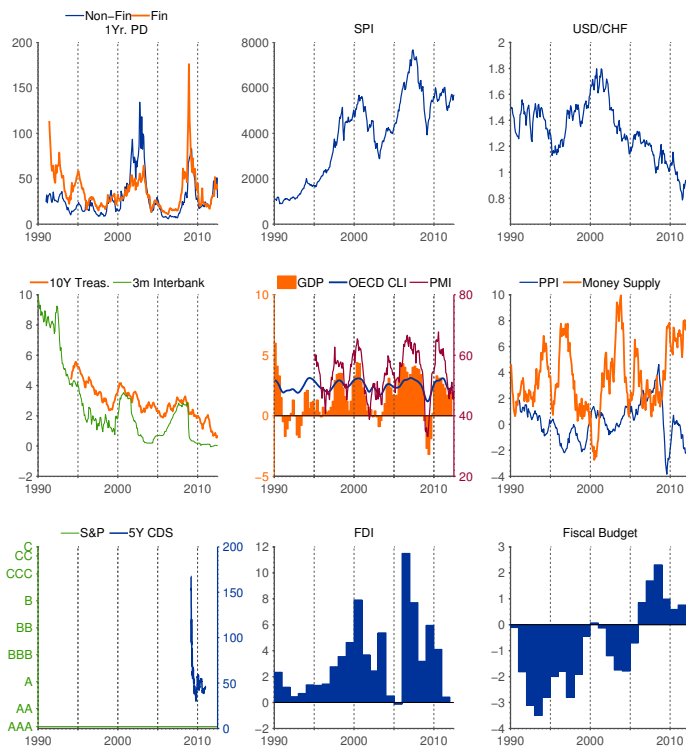 Non-Fin Fin
1Yr. PD
200
150
100
50
0
1990 2000 2010
SPI
8000
6000
4000
2000
0
1990 2000 2010
USD/CHF
2
1.8
1.6
1.4
1.2
1
0.8
1990 2000 2010
10Y Treas. 3m Interbank
10
8
6
4
2
0
−2
1990 2000 2010
GDP OECD CLI PMI
10 80
5 60
0 40
−5 20
1990 2000 2010
PPI Money Supply
10
8
6
4
2
0
−2
−4
1990 2000 2010
S&P 5Y CDS
C 200
CC
CCC
150
B
BB 100
BBB
A 50
AA
AAA 0
1990 2000 2010
FDI
12
10
8
6
4
2
0
−2
1990 2000 2010
Fiscal Budget
3
2
1
0
−1
−2
−3
−4
1990 2000 2010